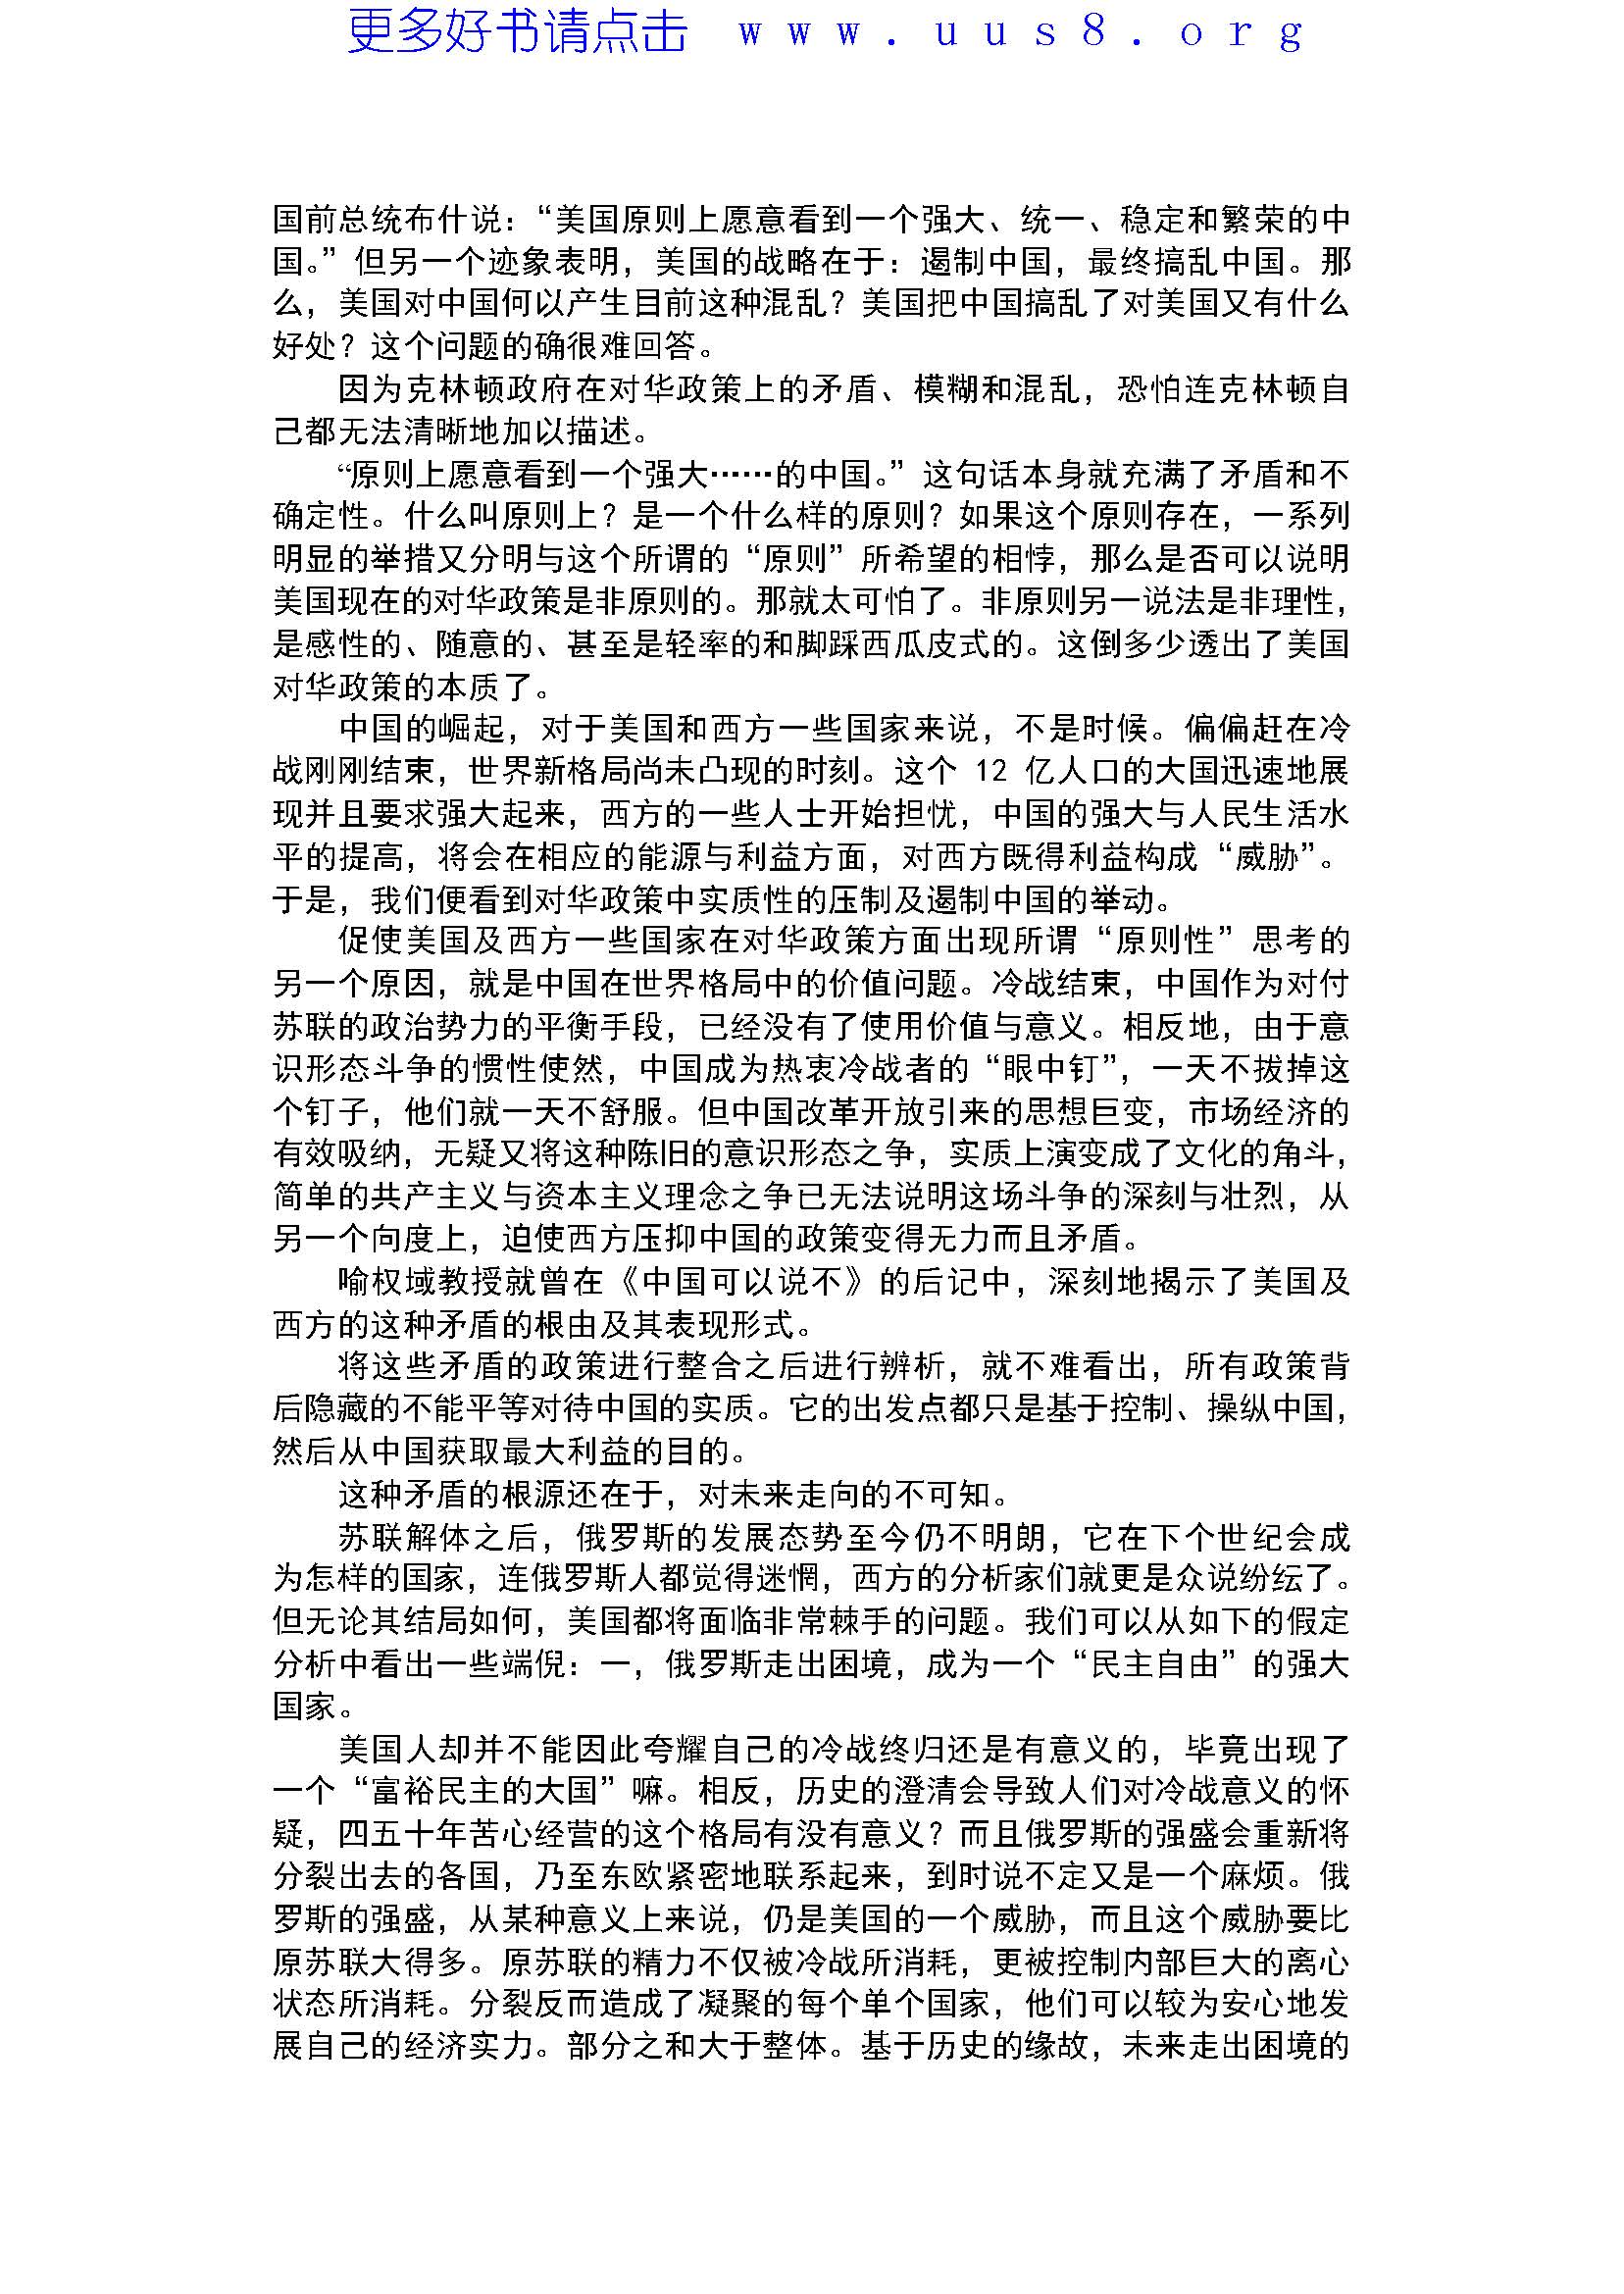 更多好书请点击 www.uus8.org
国前总统布什说：“美国原则上愿意看到一个强大、统一、稳定和繁荣的中
国。”但另一个迹象表明，美国的战略在于：遏制中国，最终搞乱中国。那
么，美国对中国何以产生目前这种混乱？美国把中国搞乱了对美国又有什么
好处？这个问题的确很难回答。
因为克林顿政府在对华政策上的矛盾、模糊和混乱，恐怕连克林顿自
己都无法清晰地加以描述。
“原则上愿意看到一个强大……的中国。”这句话本身就充满了矛盾和不
确定性。什么叫原则上？是一个什么样的原则？如果这个原则存在，一系列
明显的举措又分明与这个所谓的“原则”所希望的相悖，那么是否可以说明
美国现在的对华政策是非原则的。那就太可怕了。非原则另一说法是非理性，
是感性的、随意的、甚至是轻率的和脚踩西瓜皮式的。这倒多少透出了美国
对华政策的本质了。
中国的崛起，对于美国和西方一些国家来说，不是时候。偏偏赶在冷
战刚刚结束，世界新格局尚未凸现的时刻。这个 12 亿人口的大国迅速地展
现并且要求强大起来，西方的一些人士开始担忧，中国的强大与人民生活水
平的提高，将会在相应的能源与利益方面，对西方既得利益构成“威胁”。
于是，我们便看到对华政策中实质性的压制及遏制中国的举动。
促使美国及西方一些国家在对华政策方面出现所谓“原则性”思考的
另一个原因，就是中国在世界格局中的价值问题。冷战结束，中国作为对付
苏联的政治势力的平衡手段，已经没有了使用价值与意义。相反地，由于意
识形态斗争的惯性使然，中国成为热衷冷战者的“眼中钉”，一天不拔掉这
个钉子，他们就一天不舒服。但中国改革开放引来的思想巨变，市场经济的
有效吸纳，无疑又将这种陈旧的意识形态之争，实质上演变成了文化的角斗，
简单的共产主义与资本主义理念之争已无法说明这场斗争的深刻与壮烈，从
另一个向度上，迫使西方压抑中国的政策变得无力而且矛盾。
喻权域教授就曾在《中国可以说不》的后记中，深刻地揭示了美国及
西方的这种矛盾的根由及其表现形式。
将这些矛盾的政策进行整合之后进行辨析，就不难看出，所有政策背
后隐藏的不能平等对待中国的实质。它的出发点都只是基于控制、操纵中国，
然后从中国获取最大利益的目的。
这种矛盾的根源还在于，对未来走向的不可知。
苏联解体之后，俄罗斯的发展态势至今仍不明朗，它在下个世纪会成
为怎样的国家，连俄罗斯人都觉得迷惘，西方的分析家们就更是众说纷纭了。
但无论其结局如何，美国都将面临非常棘手的问题。我们可以从如下的假定
分析中看出一些端倪：一，俄罗斯走出困境，成为一个“民主自由”的强大
国家。
美国人却并不能因此夸耀自己的冷战终归还是有意义的，毕竟出现了
一个“富裕民主的大国”嘛。相反，历史的澄清会导致人们对冷战意义的怀
疑，四五十年苦心经营的这个格局有没有意义？而且俄罗斯的强盛会重新将
分裂出去的各国，乃至东欧紧密地联系起来，到时说不定又是一个麻烦。俄
罗斯的强盛，从某种意义上来说，仍是美国的一个威胁，而且这个威胁要比
原苏联大得多。原苏联的精力不仅被冷战所消耗，更被控制内部巨大的离心
状态所消耗。分裂反而造成了凝聚的每个单个国家，他们可以较为安心地发
展自己的经济实力。部分之和大于整体。基于历史的缘故，未来走出困境的